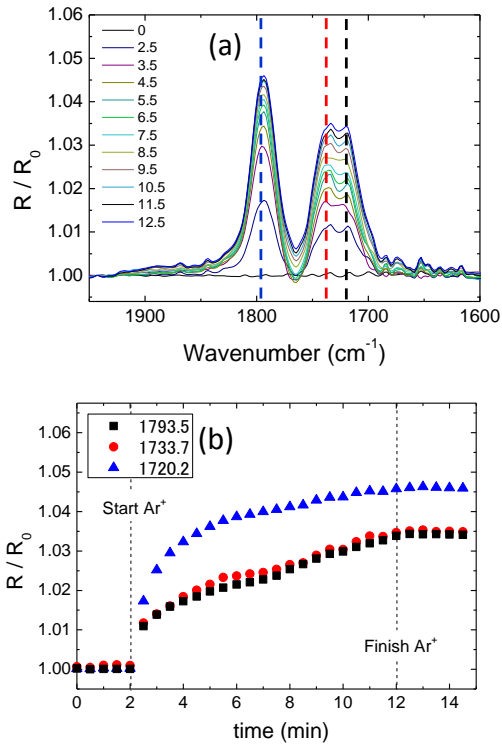 1.06
(a)
0
2.5
3.5
4.5
5.5
6.5
7.5
8.5
9.5
10.5
11.5
12.5
1.05
1.04
1.03
1.02
1.01
1.00
R / R0
1900 1800 1700 1600
Wavenumber (cm-1)
(b)
1793.5
1733.7
1720.2
1.06
1.05
1.04
1.03
1.02
1.01
1.00
R / R0
Start Ar+
Finish Ar+
0 2 4 6 8 10 12 14
time (min)